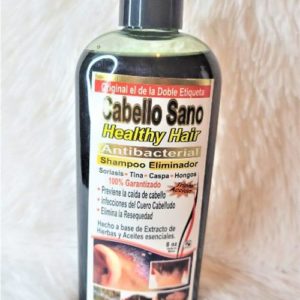 Original el de la Doble Etiqueta
Cabello Sano
Healthy Hair
Antibacterial
Shampoo Eliminador
Soriasis - Tina - Caspa - Hongos
100% Garantizado
• Previene la caida de cabello
• Infecciones del Cuero Cabelludo
• Elimina la Resequedad
Hecho a base de Extracto de
Hierbas y Aceites esenciales.
8 oz